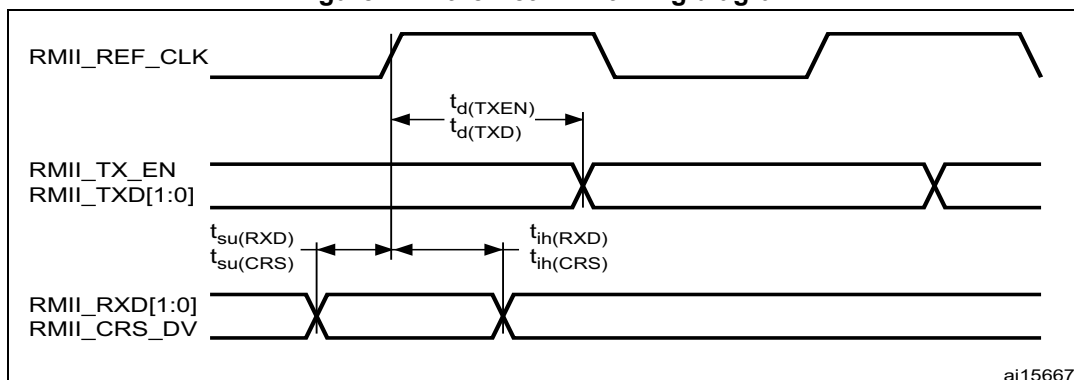 RMII_REF_CLK
td(TXEN)
td(TXD)
RMII_TX_EN
RMII_TXD[1:0]
tsu(RXD)
tsu(CRS)
tih(RXD)
tih(CRS)
RMII_RXD[1:0]
RMII_CRS_DV
ai15667